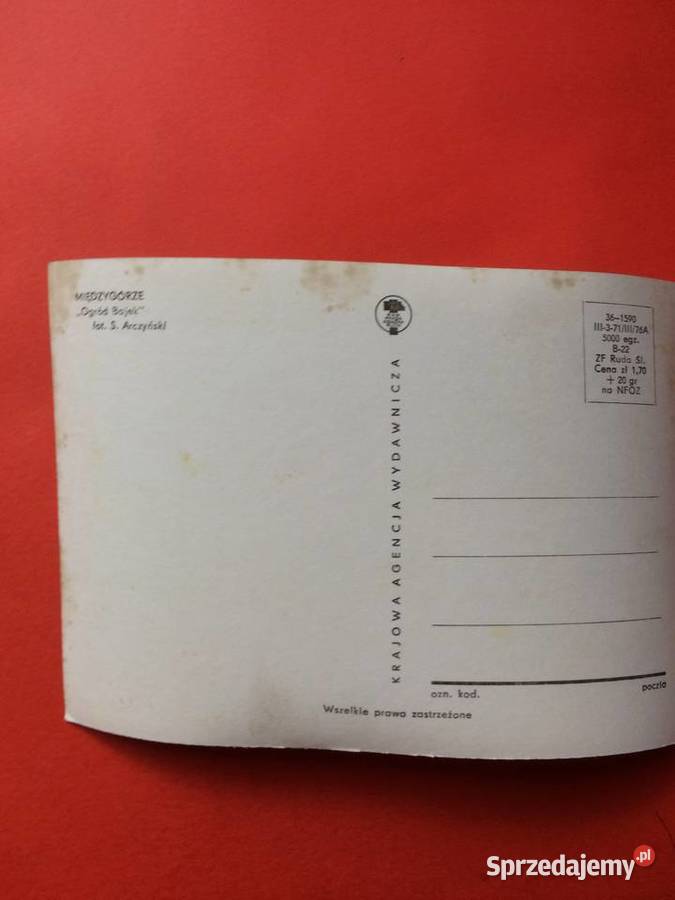 MIĘDZYGÓRZE
„Ogród Bajek"
fot. S. Arczyński
KRAJOWA AGENCJA WYDAWNICZA
36—1590
III-3-71/III/76A
5000 egz.
B-22
ZF Ruda Śl.
Cena zł 1,70
+ 20 gr
na NFOZ
ozn. kod.
poczta
Wszelkie prawa zastrzeżone
Sprzedajemy.pl